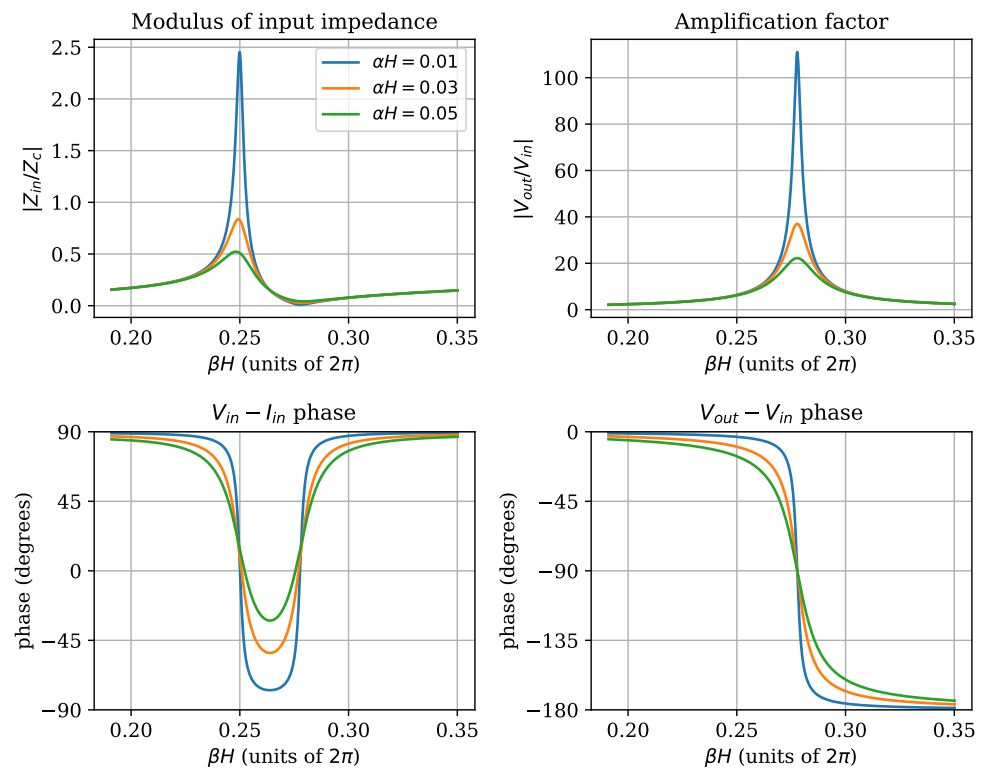 Modulus of input impedance
|Z_in/Z_c|
2.5
2.0
1.5
1.0
0.5
0.0
αH = 0.01
αH = 0.03
αH = 0.05
0.20 0.25 0.30 0.35
βH (units of 2π)
Amplification factor
|V_out/V_in|
100
80
60
40
20
0
0.20 0.25 0.30 0.35
βH (units of 2π)
V_in − I_in phase
phase (degrees)
90
45
0
−45
−90
0.20 0.25 0.30 0.35
βH (units of 2π)
V_out − V_in phase
phase (degrees)
0
−45
−90
−135
−180
0.20 0.25 0.30 0.35
βH (units of 2π)